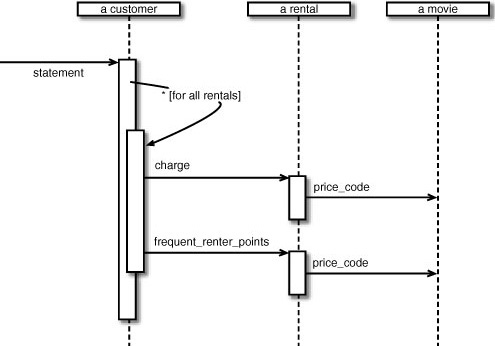 a customer
a rental
a movie
statement
* [for all rentals]
charge
price_code
frequent_renter_points
price_code